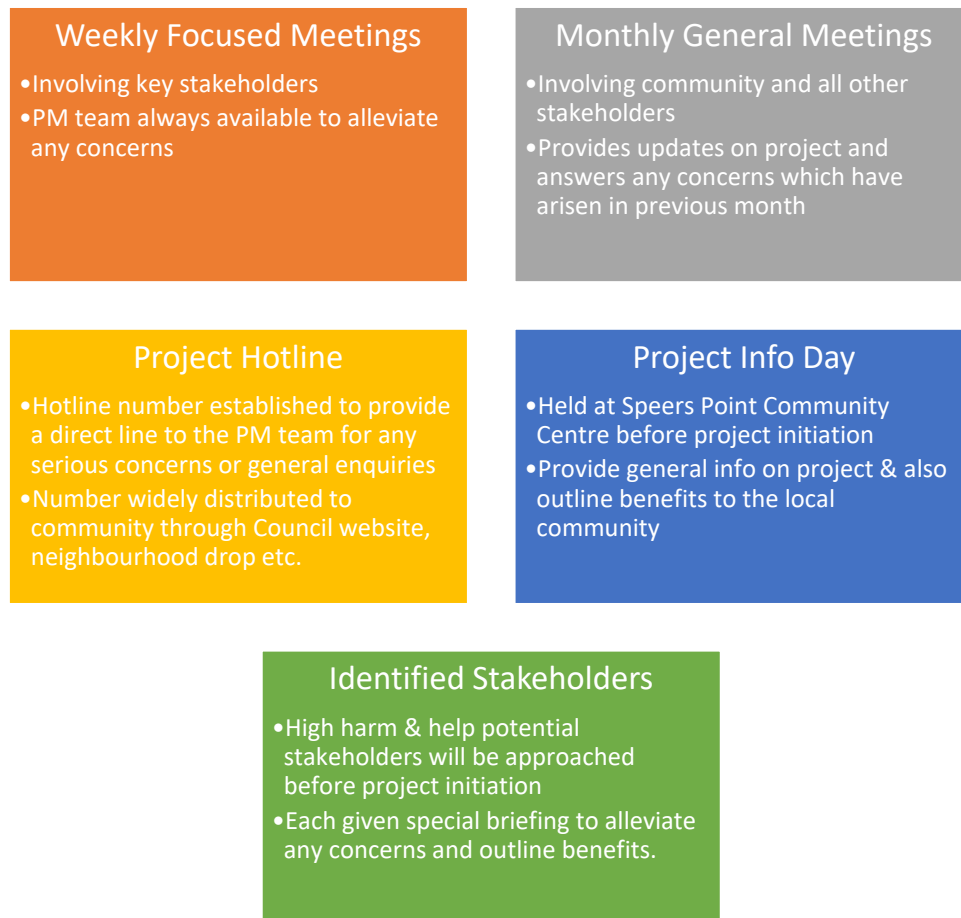 Weekly Focused Meetings
•Involving key stakeholders
•PM team always available to alleviate
any concerns
Monthly General Meetings
•Involving community and all other
stakeholders
•Provides updates on project and
answers any concerns which have
arisen in previous month
Project Hotline
•Hotline number established to provide
a direct line to the PM team for any
serious concerns or general enquiries
•Number widely distributed to
community through Council website,
neighbourhood drop etc.
Project Info Day
•Held at Speers Point Community
Centre before project initiation
•Provide general info on project & also
outline benefits to the local
community
Identified Stakeholders
•High harm & help potential
stakeholders will be approached
before project initiation
•Each given special briefing to alleviate
any concerns and outline benefits.